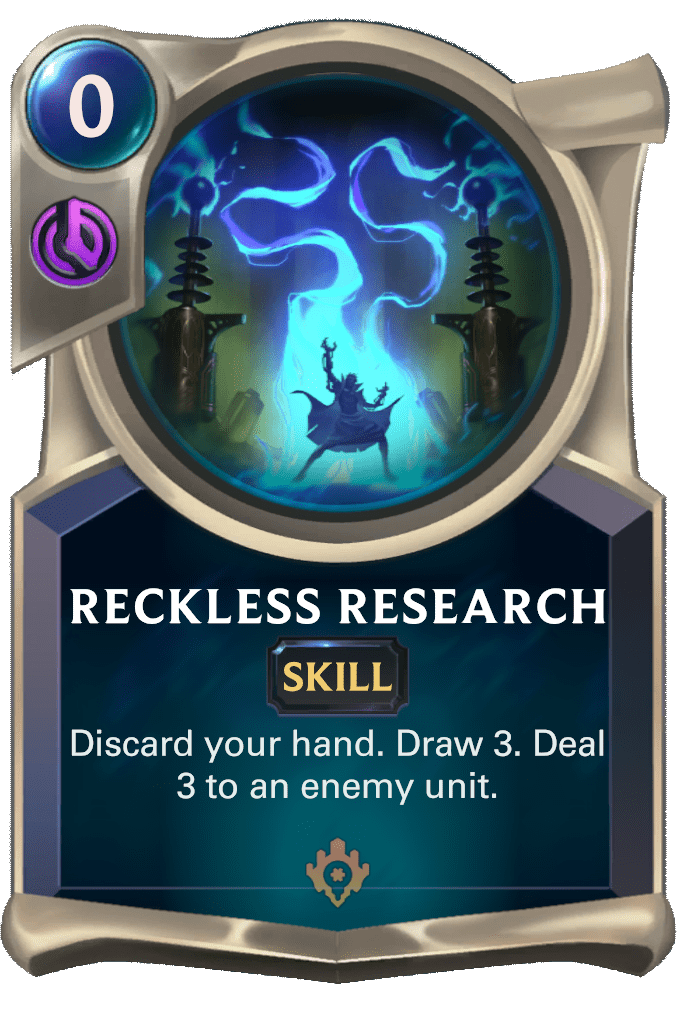 0
RECKLESS RESEARCH
SKILL
Discard your hand. Draw 3. Deal
3 to an enemy unit.